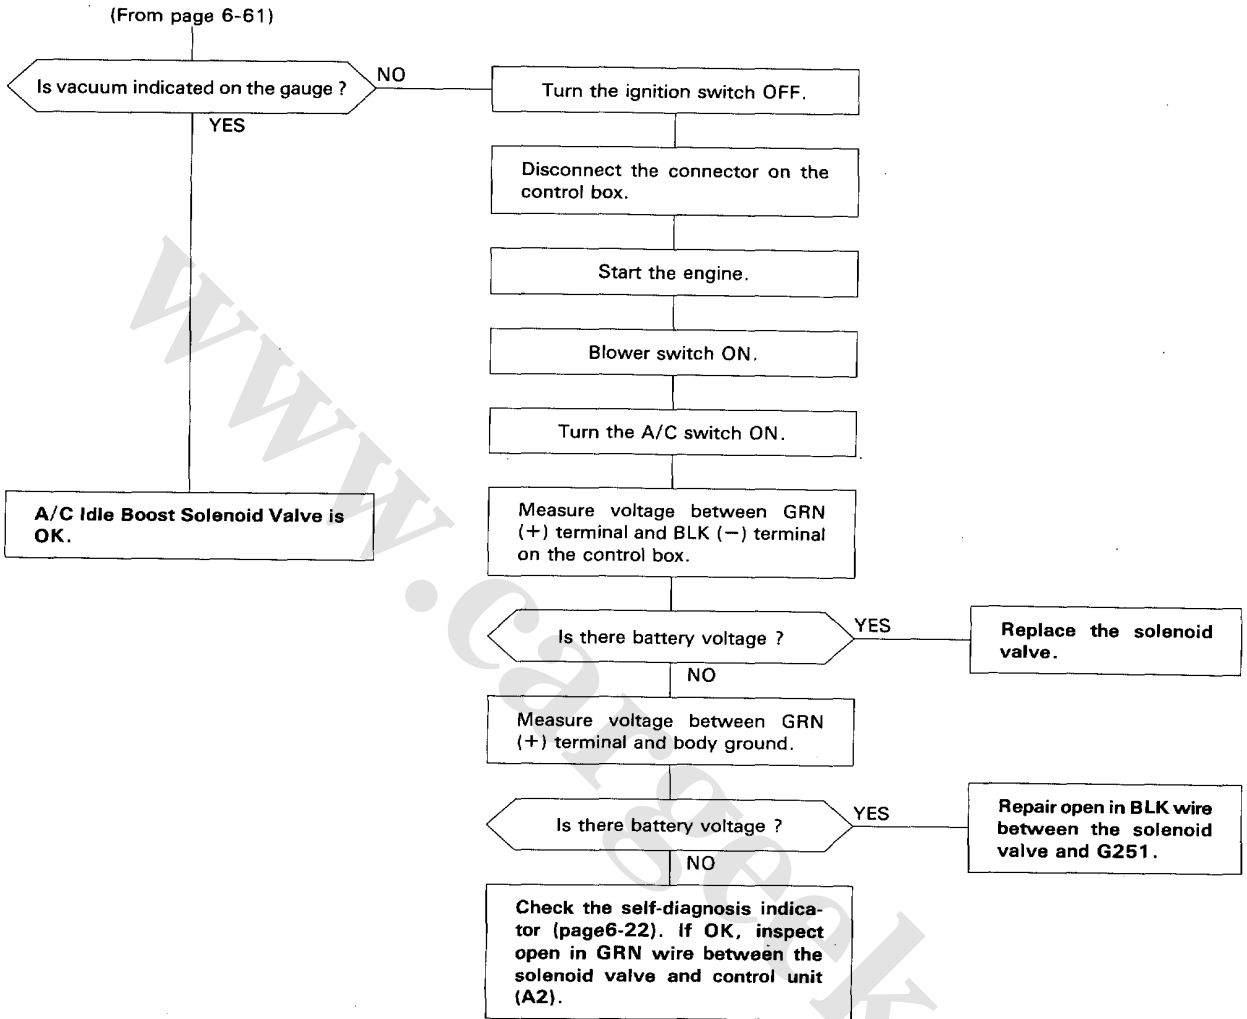 (From page 6-61)
Is vacuum indicated on the gauge ?
NO
YES
Turn the ignition switch OFF.
Disconnect the connector on the
control box.
Start the engine.
Blower switch ON.
Turn the A/C switch ON.
A/C Idle Boost Solenoid Valve is
OK.
Measure voltage between GRN
(+) terminal and BLK (−) terminal
on the control box.
Is there battery voltage ?
YES
Replace the solenoid
valve.
NO
Measure voltage between GRN
(+) terminal and body ground.
Is there battery voltage ?
YES
Repair open in BLK wire
between the solenoid
valve and G251.
NO
Check the self-diagnosis indica-
tor (page6-22). If OK, inspect
open in GRN wire between the
solenoid valve and control unit
(A2).
www.cargeek